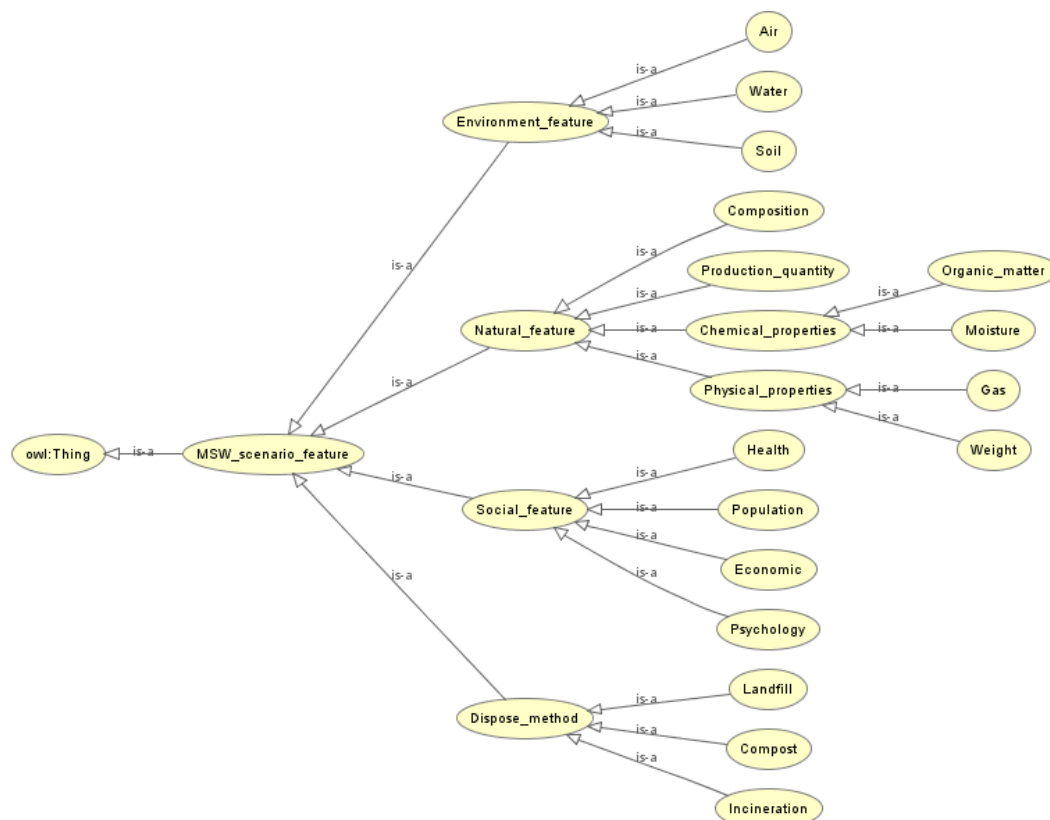 Air
is-a
Water
is-a
Environment_feature
is-a
Soil
Composition
is-a
is-a
Production_quantity
Organic_matter
is-a
is-a
Natural_feature
is-a
Chemical_properties
is-a
Moisture
is-a
is-a
Physical_properties
is-a
Gas
is-a
Health
Weight
owl:Thing
is-a
MSW_scenario_feature
is-a
is-a
Social_feature
is-a
Population
is-a
Economic
is-a
is-a
Psychology
Landfill
is-a
Dispose_method
is-a
Compost
is-a
Incineration